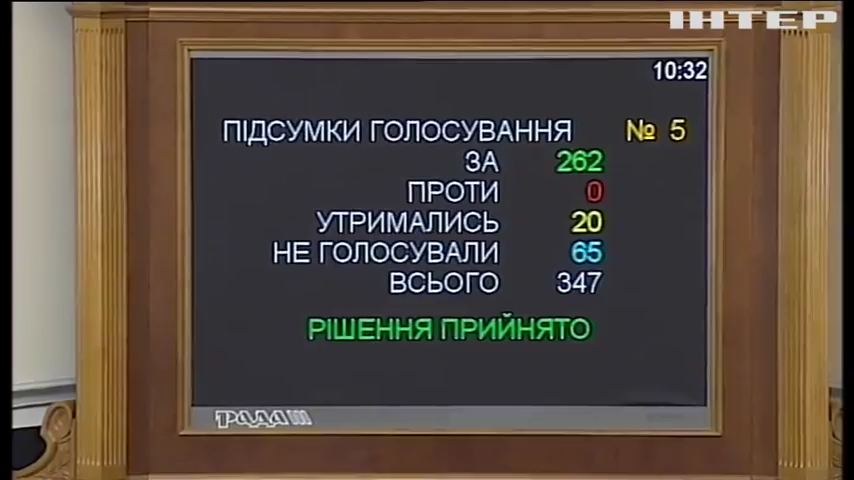 ІНТЕР
10:32
ПІДСУМКИ ГОЛОСУВАННЯ № 5
ЗА 262
ПРОТИ 0
УТРИМАЛИСЬ 20
НЕ ГОЛОСУВАЛИ 65
ВСЬОГО 347
РІШЕННЯ ПРИЙНЯТО
РАДА